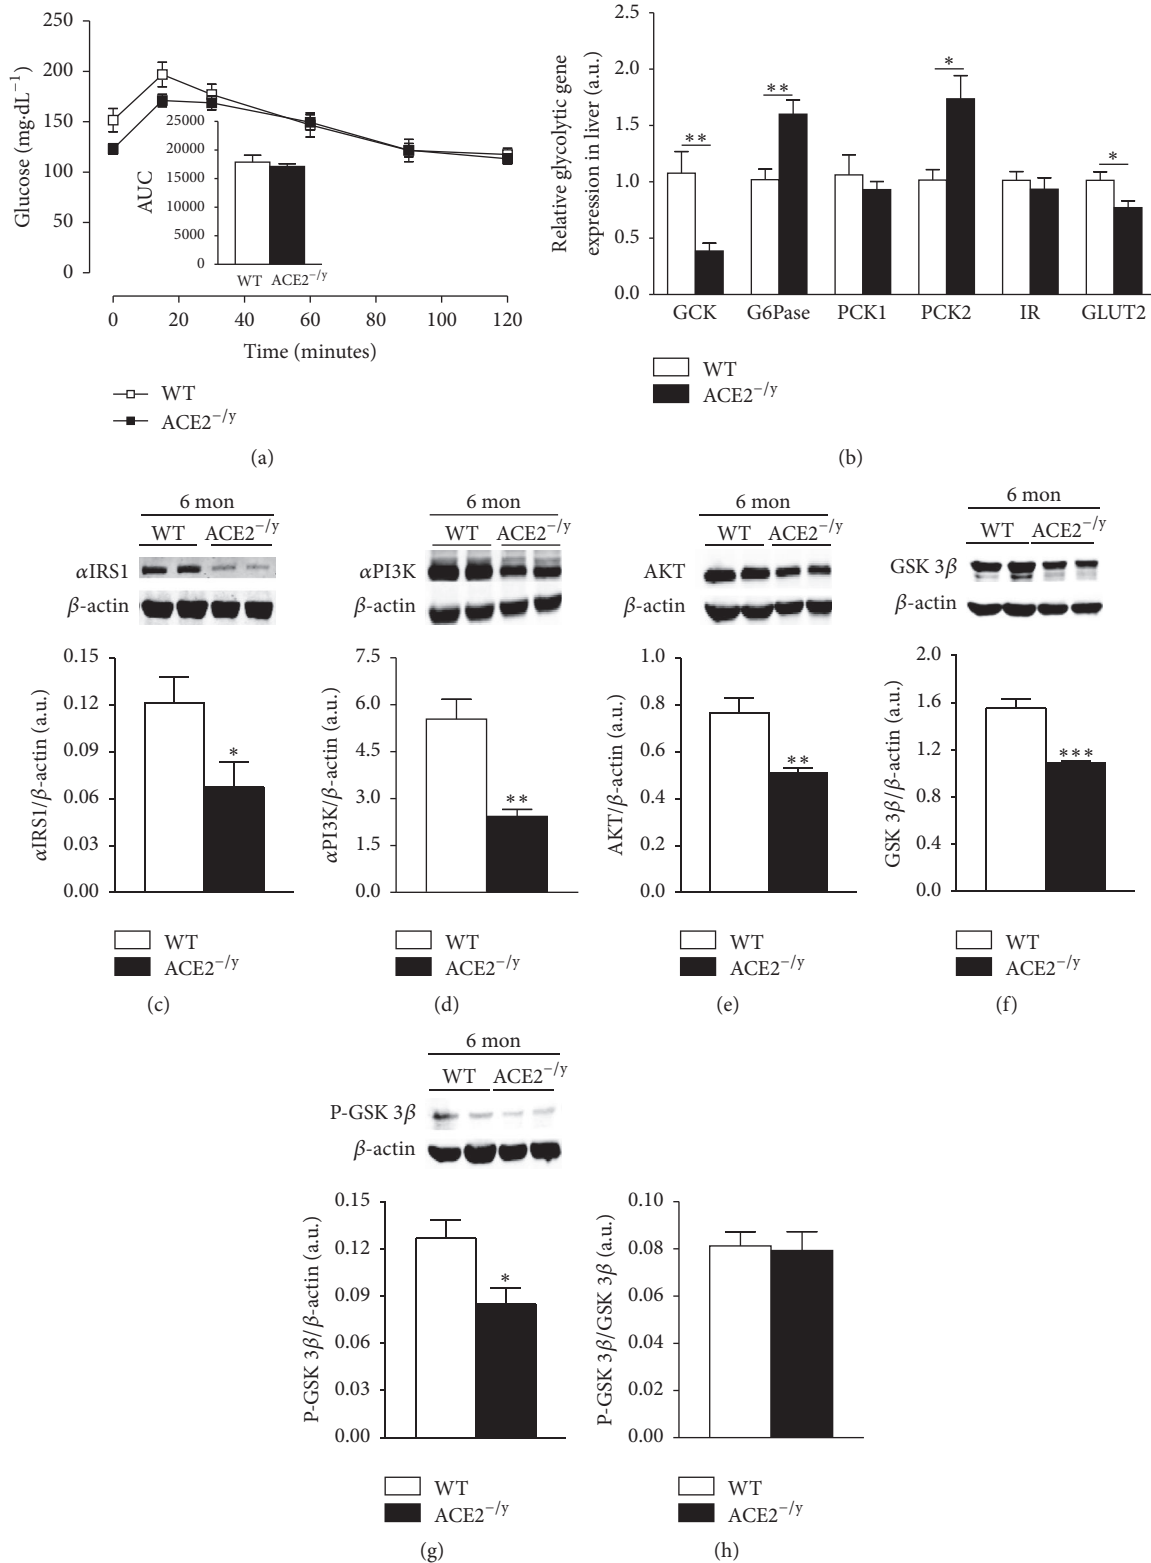 Glucose (mg·dL⁻¹)
250
200
150
100
50
0
AUC
25000
20000
15000
10000
5000
0
WT ACE2⁻/ʸ
0 20 40 60 80 100 120
Time (minutes)
WT
ACE2⁻/ʸ
(a)
Relative glycolytic gene
expression in liver (a.u.)
2.5
2.0
1.5
1.0
0.5
0.0
** ** * *
GCK G6Pase PCK1 PCK2 IR GLUT2
WT
ACE2⁻/ʸ
(b)
6 mon
WT ACE2⁻/ʸ
αIRS1
β-actin
αIRS1/β-actin (a.u.)
0.15
0.12
0.09
0.06
0.03
0.00
*
WT
ACE2⁻/ʸ
(c)
6 mon
WT ACE2⁻/ʸ
αPI3K
β-actin
αPI3K/β-actin (a.u.)
7.5
6.0
4.5
3.0
1.5
0.0
**
WT
ACE2⁻/ʸ
(d)
6 mon
WT ACE2⁻/ʸ
AKT
β-actin
AKT/β-actin (a.u.)
1.0
0.8
0.6
0.4
0.2
0.0
**
WT
ACE2⁻/ʸ
(e)
6 mon
WT ACE2⁻/ʸ
GSK 3β
β-actin
GSK 3β/β-actin (a.u.)
2.0
1.6
1.2
0.8
0.4
0.0
***
WT
ACE2⁻/ʸ
(f)
6 mon
WT ACE2⁻/ʸ
P-GSK 3β
β-actin
P-GSK 3β/β-actin (a.u.)
0.15
0.12
0.09
0.06
0.03
0.00
*
WT
ACE2⁻/ʸ
(g)
P-GSK 3β/GSK 3β (a.u.)
0.10
0.08
0.06
0.04
0.02
0.00
WT
ACE2⁻/ʸ
(h)